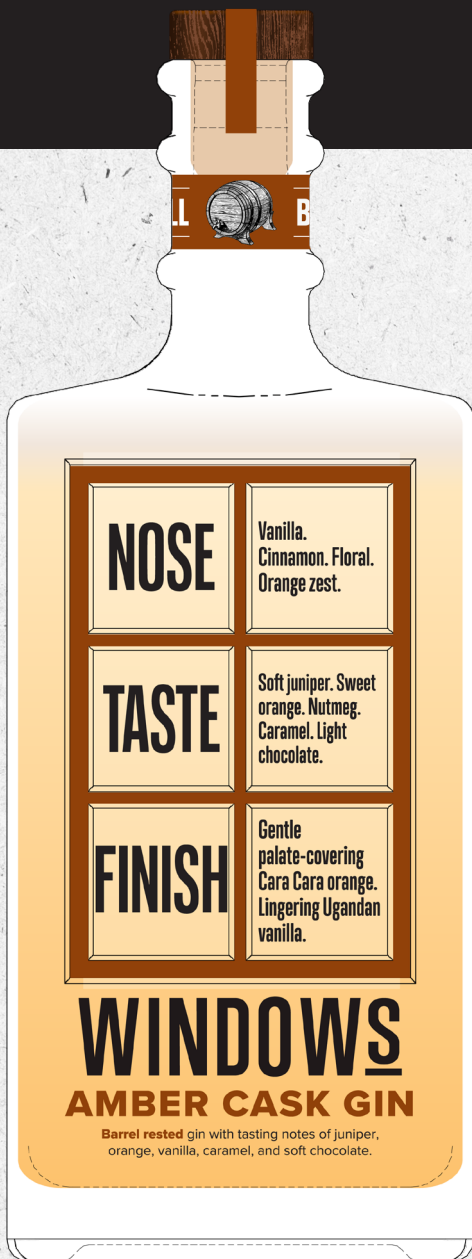 LL
B
NOSE
Vanilla.
Cinnamon. Floral.
Orange zest.
TASTE
Soft juniper. Sweet
orange. Nutmeg.
Caramel. Light
chocolate.
FINISH
Gentle
palate-covering
Cara Cara orange.
Lingering Ugandan
vanilla.
WINDOWS
AMBER CASK GIN
Barrel rested gin with tasting notes of juniper,
orange, vanilla, caramel, and soft chocolate.